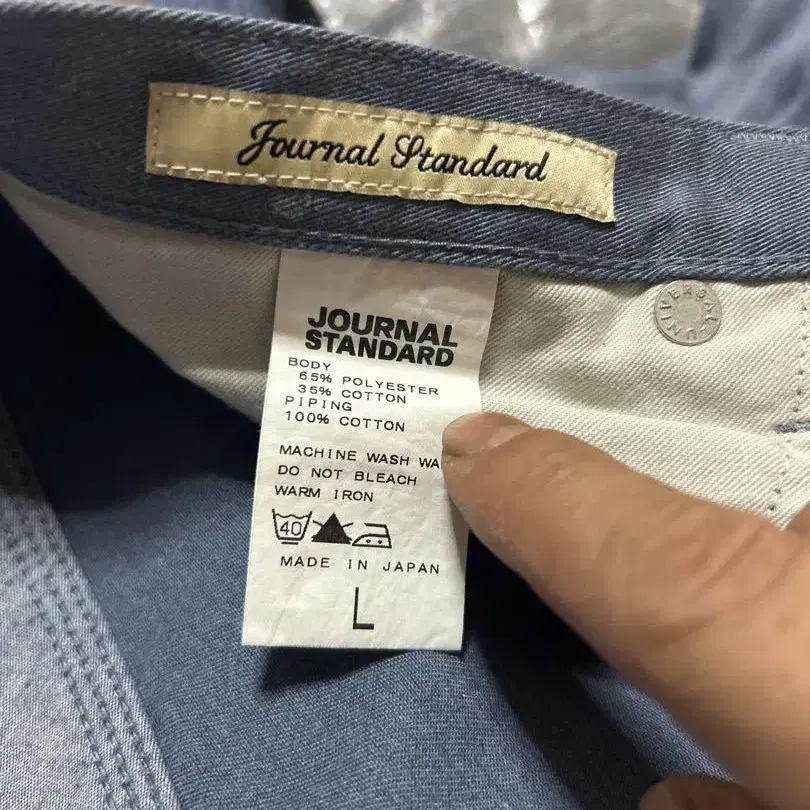 Journal Standard
UNIVERSAL
JOURNAL
STANDARD
BODY
65% POLYESTER
35% COTTON
PIPING
100% COTTON
MACHINE WASH
DO NOT BLEACH
WARM IRON
40
MADE IN JAPAN
L